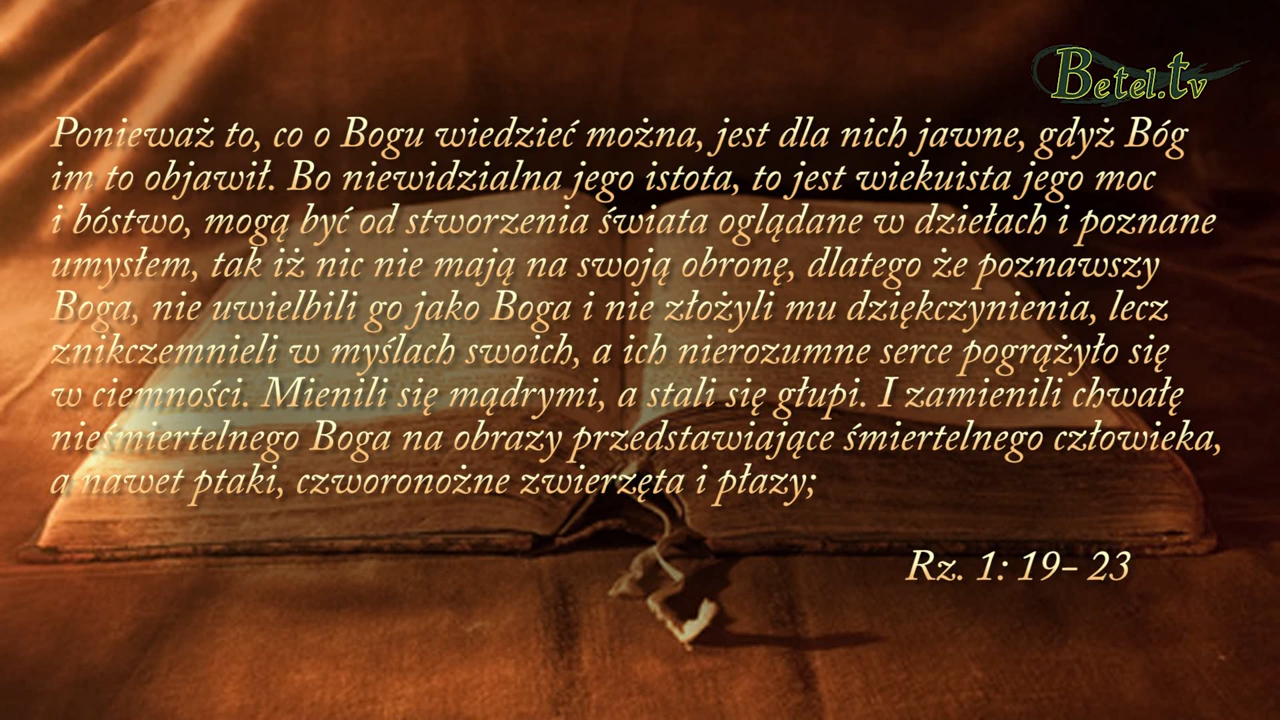 Betel.tv
Ponieważ to, co o Bogu wiedzieć można, jest dla nich jawne, gdyż Bóg
im to objawił. Bo niewidzialna jego istota, to jest wiekuista jego moc
i bóstwo, mogą być od stworzenia świata oglądane w dziełach i poznane
umysłem, tak iż nic nie mają na swoją obronę, dlatego że poznawszy
Boga, nie uwielbili go jako Boga i nie złożyli mu dziękczynienia, lecz
znikczemnieli w myślach swoich, a ich nierozumne serce pogrążyło się
w ciemności. Mienili się mądrymi, a stali się głupi. I zamienili chwałę
nieśmiertelnego Boga na obrazy przedstawiające śmiertelnego człowieka,
a nawet ptaki, czworonożne zwierzęta i płazy;
Rz. 1: 19- 23